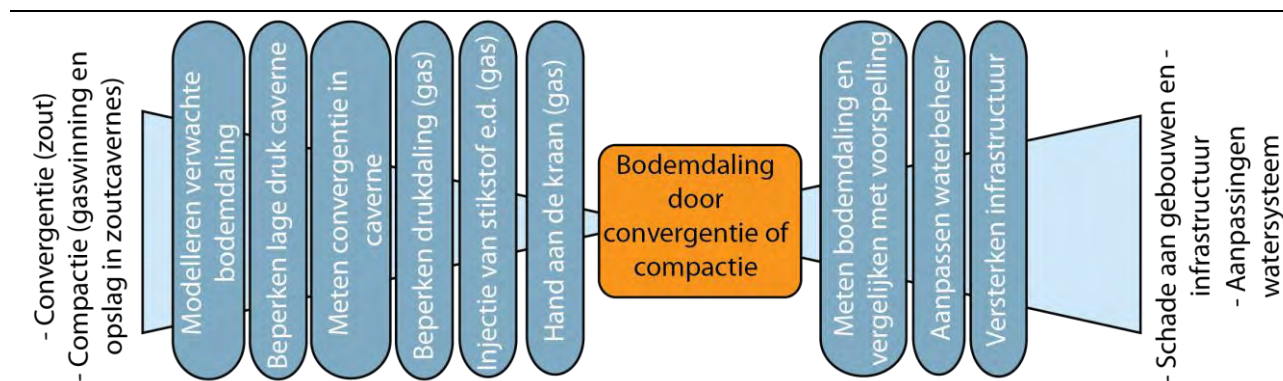 - Convergentie (zout)
- Compactie (gaswinning en
opslag in zoutcavernes)
Modelleren verwachte
bodemdaling
Beperken lage druk caverne
Meten convergentie in
caverne
Beperken drukdaling (gas)
Injectie van stikstof e.d. (gas)
Hand aan de kraan (gas)
Bodemdaling
door
convergentie of
compactie
Meten bodemdaling en
vergelijken met voorspelling
Aanpassen waterbeheer
Versterken infrastructuur
- Schade aan gebouwen en -
infrastructuur
- Aanpassingen
watersysteem